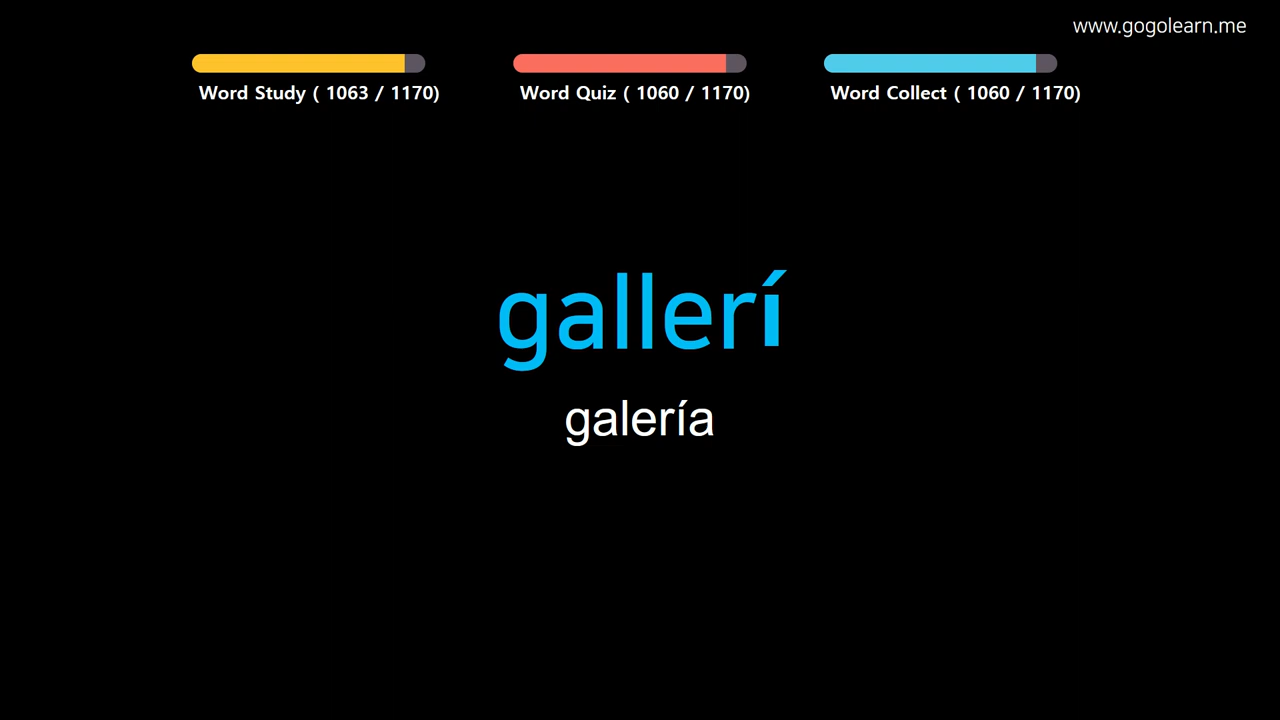 www.gogolearn.me
Word Study ( 1063 / 1170)
Word Quiz ( 1060 / 1170)
Word Collect ( 1060 / 1170)
gallerí
galería